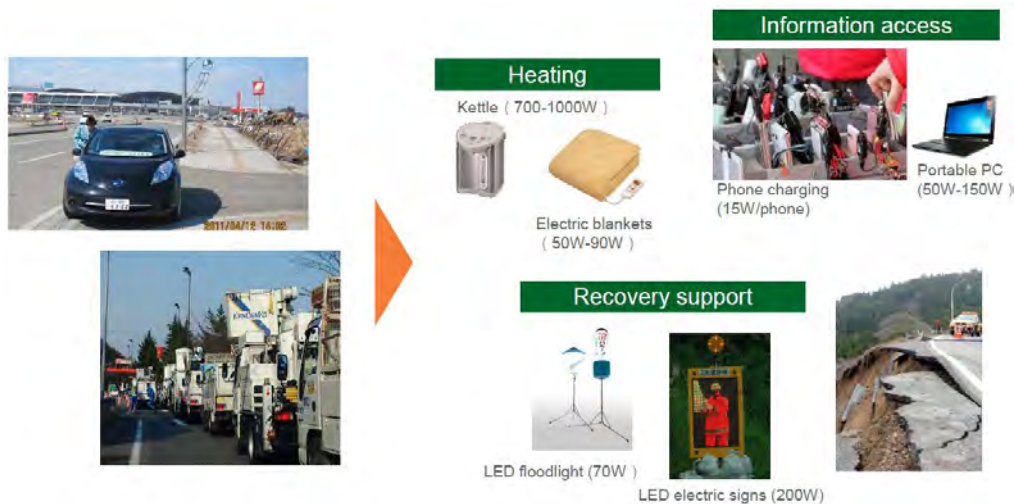 Information access
Heating
Kettle ( 700-1000W )
Electric blankets
( 50W-90W )
Phone charging
(15W/phone)
Portable PC
(50W-150W )
2011/04/12 14:02
Recovery support
LED floodlight (70W )
LED electric signs (200W)